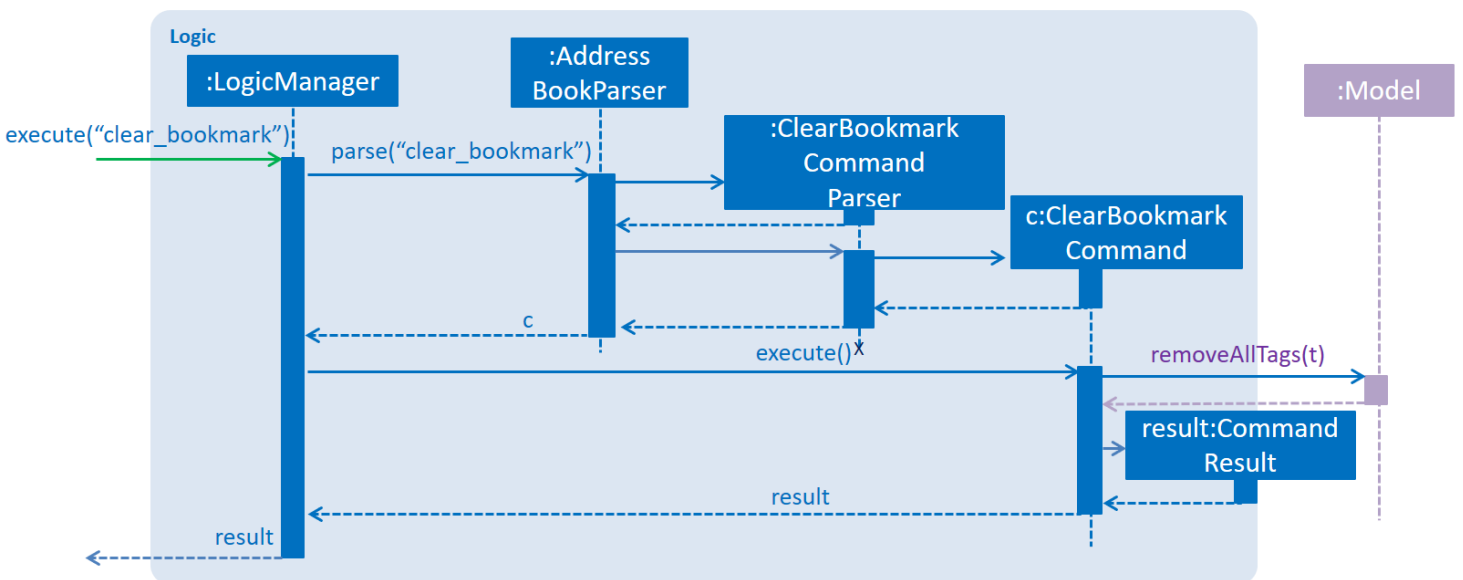 Logic
:LogicManager
:Address
BookParser
:Model
execute(“clear_bookmark”)
parse(“clear_bookmark”)
:ClearBookmark
Command
Parser
c:ClearBookmark
Command
c
execute()
X
removeAllTags(t)
result:Command
Result
result
result